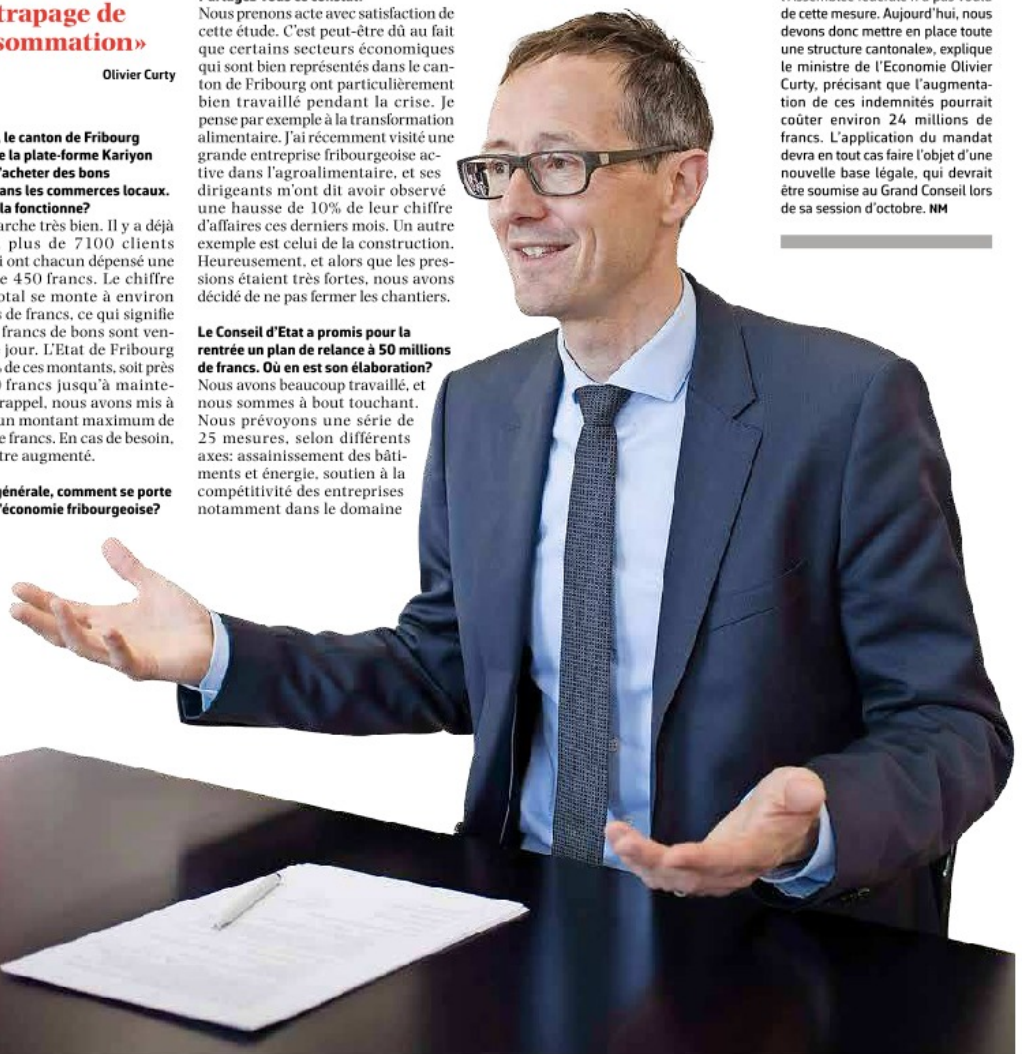 trapage de
sommation»
Olivier Curty
, le canton de Fribourg
e la plate-forme Kariyon
'acheter des bons
ans les commerces locaux.
la fonctionne?
arche très bien. Il y a déjà
plus de 7100 clients
i ont chacun dépensé une
e 450 francs. Le chiffre
otal se monte à environ
s de francs, ce qui signifie
francs de bons sont ven-
jour. L'Etat de Fribourg
% de ces montants, soit près
0 francs jusqu'à mainte-
rappel, nous avons mis à
un montant maximum de
e francs. En cas de besoin,
tre augmenté.
générale, comment se porte
'économie fribourgeoise?
Partagez-vous ce constat?
Nous prenons acte avec satisfaction de
cette étude. C'est peut-être dû au fait
que certains secteurs économiques
qui sont bien représentés dans le can-
ton de Fribourg ont particulièrement
bien travaillé pendant la crise. Je
pense par exemple à la transformation
alimentaire. J'ai récemment visité une
grande entreprise fribourgeoise ac-
tive dans l'agroalimentaire, et ses
dirigeants m'ont dit avoir observé
une hausse de 10% de leur chiffre
d'affaires ces derniers mois. Un autre
exemple est celui de la construction.
Heureusement, et alors que les pres-
sions étaient très fortes, nous avons
décidé de ne pas fermer les chantiers.
Le Conseil d'Etat a promis pour la
rentrée un plan de relance à 50 millions
de francs. Où en est son élaboration?
Nous avons beaucoup travaillé, et
nous sommes à bout touchant.
Nous prévoyons une série de
25 mesures, selon différents
axes: assainissement des bâti-
ments et énergie, soutien à la
compétitivité des entreprises
notamment dans le domaine
l'Assemblée fédérale n'a pas voulu
de cette mesure. Aujourd'hui, nous
devons donc mettre en place toute
une structure cantonale», explique
le ministre de l'Economie Olivier
Curty, précisant que l'augmenta-
tion de ces indemnités pourrait
coûter environ 24 millions de
francs. L'application du mandat
devra en tout cas faire l'objet d'une
nouvelle base légale, qui devrait
être soumise au Grand Conseil lors
de sa session d'octobre. NM